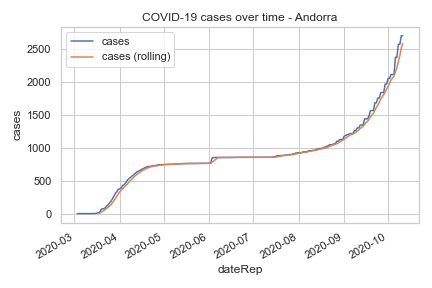 COVID-19 cases over time - Andorra
cases
cases (rolling)
cases
2500
2000
1500
1000
500
0
2020-03
2020-04
2020-05
2020-06
2020-07
2020-08
2020-09
2020-10
dateRep